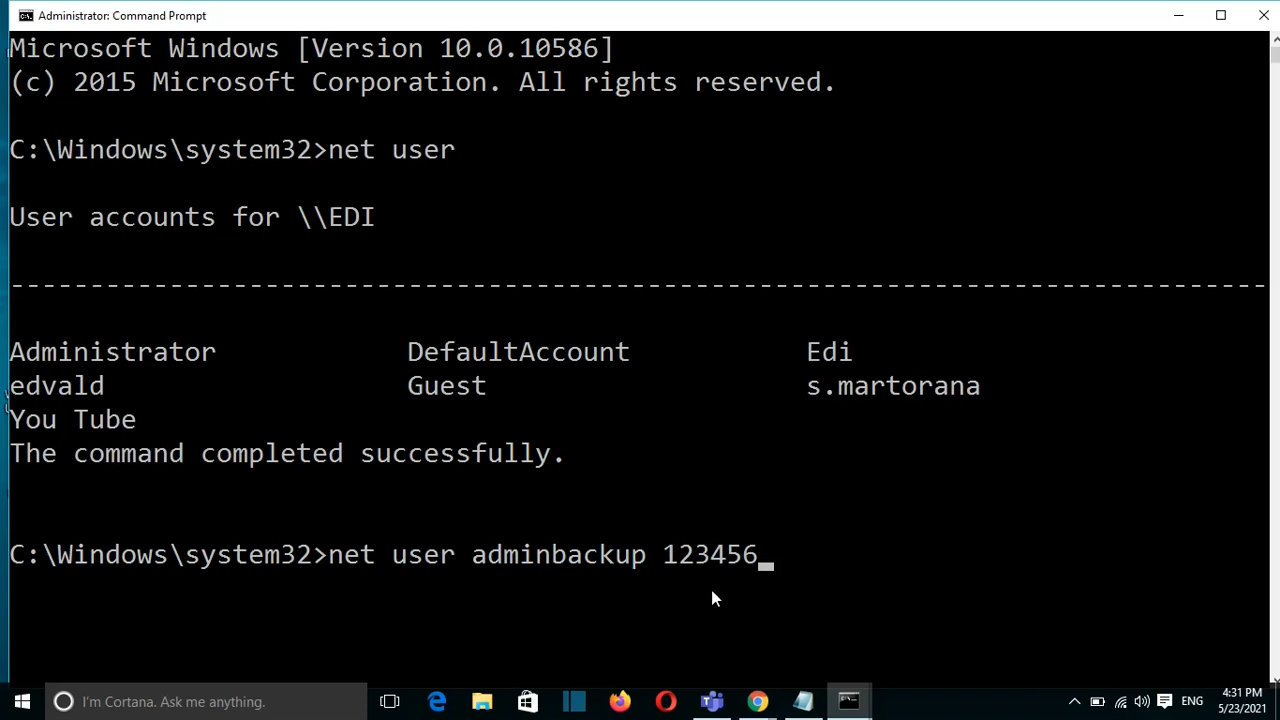 Administrator: Command Prompt
Microsoft Windows [Version 10.0.10586]
(c) 2015 Microsoft Corporation. All rights reserved.
C:\Windows\system32>net user
User accounts for \\EDI
-------------------------------------------------------------------------------
Administrator DefaultAccount Edi
edvald Guest s.martorana
You Tube
The command completed successfully.
C:\Windows\system32>net user adminbackup 123456_
I'm Cortana. Ask me anything.
ENG
4:31 PM
5/23/2021